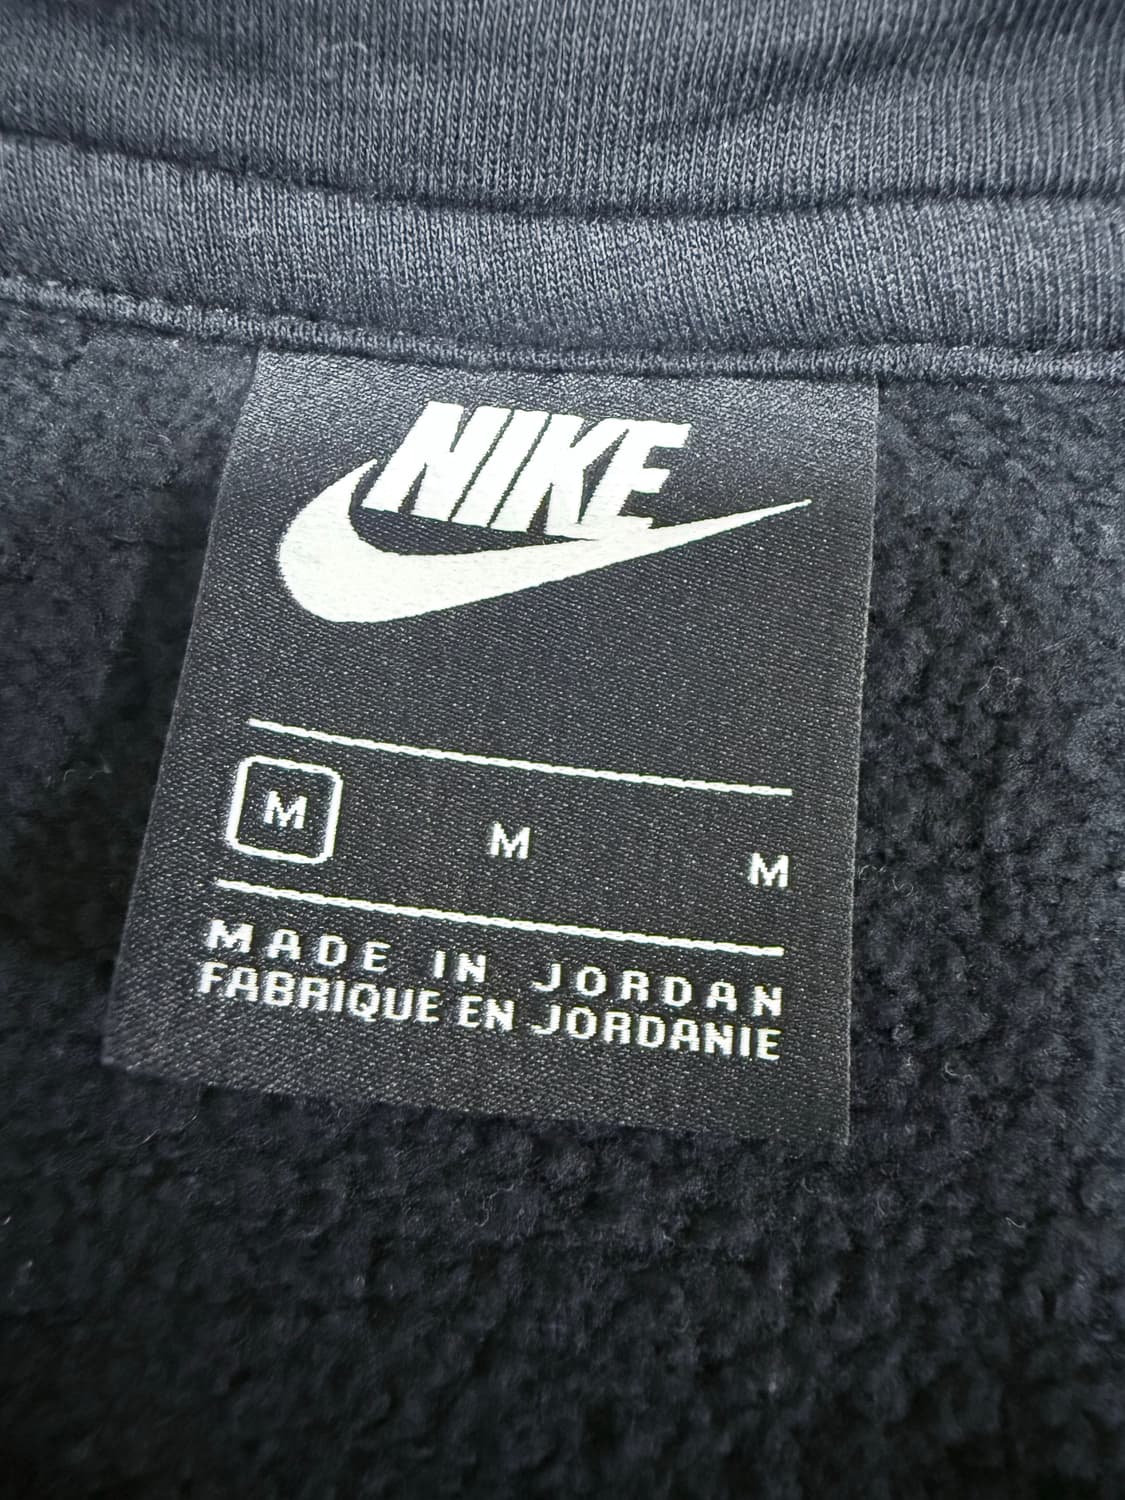 NIKE
M M M
MADE IN JORDAN
FABRIQUE EN JORDANIE